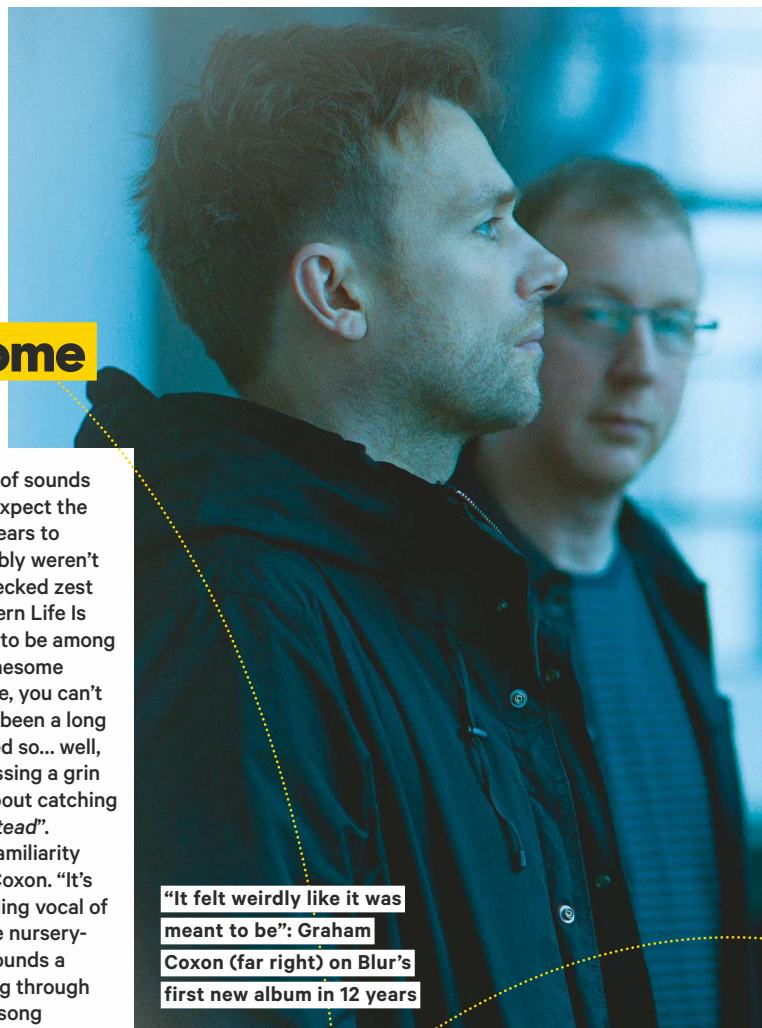 ome
of sounds
xpect the
ears to
bly weren't
ecked zest
ern Life Is
to be among
nesome
e, you can't
been a long
ed so... well,
ssing a grin
bout catching
tead”.
amiliarity
Coxon. “It's
ling vocal of
e nursery-
ounds a
g through
song
“It felt weirdly like it was
meant to be”: Graham
Coxon (far right) on Blur's
first new album in 12 years